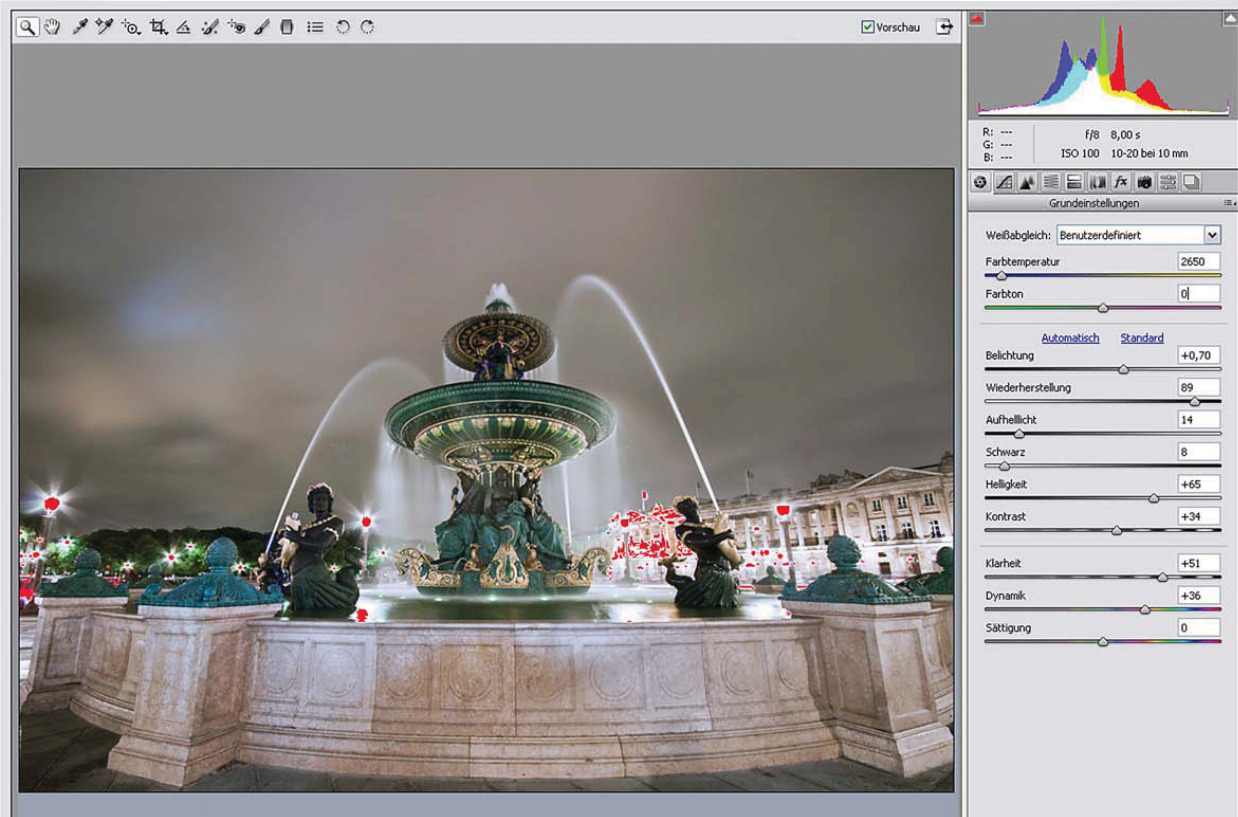 Vorschau
R: ---
G: ---
B: ---
f/8 8,00 s
ISO 100 10-20 bei 10 mm
fx
Grundeinstellungen
Weißabgleich: Benutzerdefiniert
Farbtemperatur 2650
Farbton 0
Automatisch Standard
Belichtung +0,70
Wiederherstellung 89
Aufhelllicht 14
Schwarz 8
Helligkeit +65
Kontrast +34
Klarheit +51
Dynamik +36
Sättigung 0